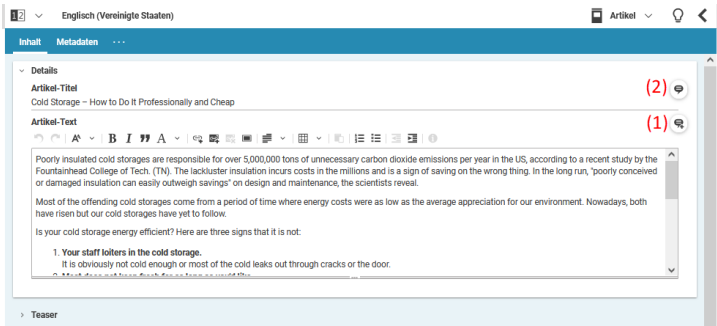 12 Englisch (Vereinigte Staaten) Artikel
Inhalt Metadaten ...
Details
Artikel-Titel (2)
Cold Storage – How to Do It Professionally and Cheap
Artikel-Text (1)
B I A
Poorly insulated cold storages are responsible for over 5,000,000 tons of unnecessary carbon dioxide emissions per year in the US, according to a recent study by the
Fountainhead College of Tech. (TN). The lackluster insulation incurs costs in the millions and is a sign of saving on the wrong thing. In the long run, "poorly conceived
or damaged insulation can easily outweigh savings" on design and maintenance, the scientists reveal.
Most of the offending cold storages come from a period of time where energy costs were as low as the average appreciation for our environment. Nowadays, both
have risen but our cold storages have yet to follow.
Is your cold storage energy efficient? Here are three signs that it is not:
1. Your staff loiters in the cold storage.
It is obviously not cold enough or most of the cold leaks out through cracks or the door.
Teaser